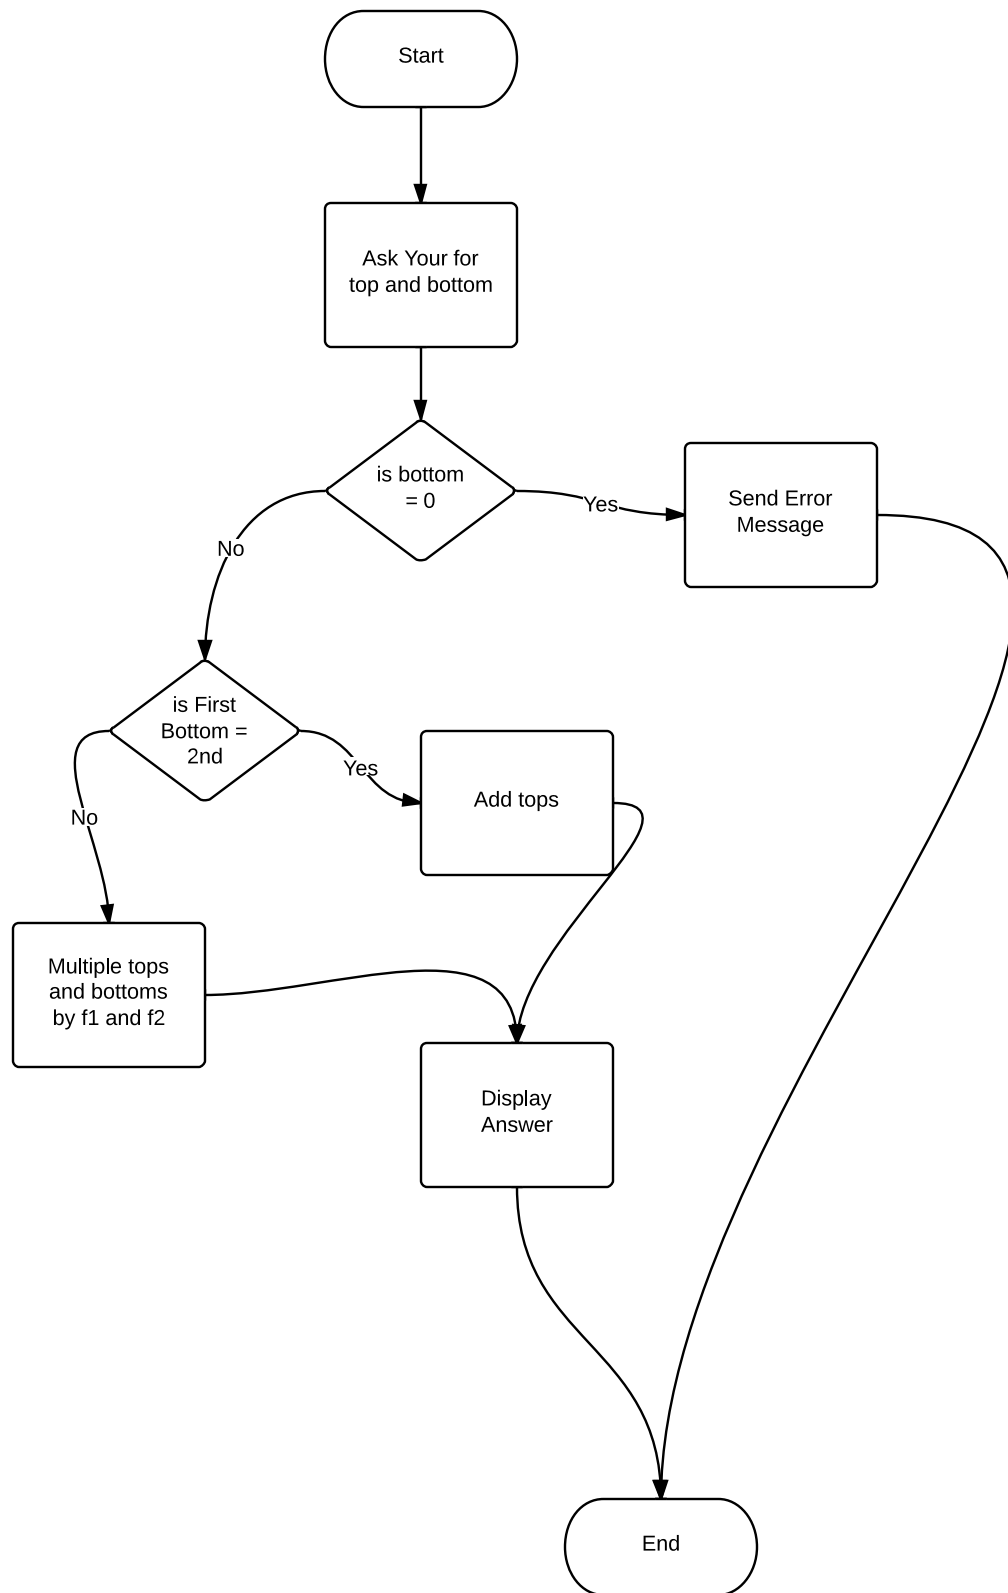 Start
Ask Your for
top and bottom
is bottom
= 0
Yes
Send Error
Message
No
is First
Bottom =
2nd
Yes
Add tops
No
Multiple tops
and bottoms
by f1 and f2
Display
Answer
End